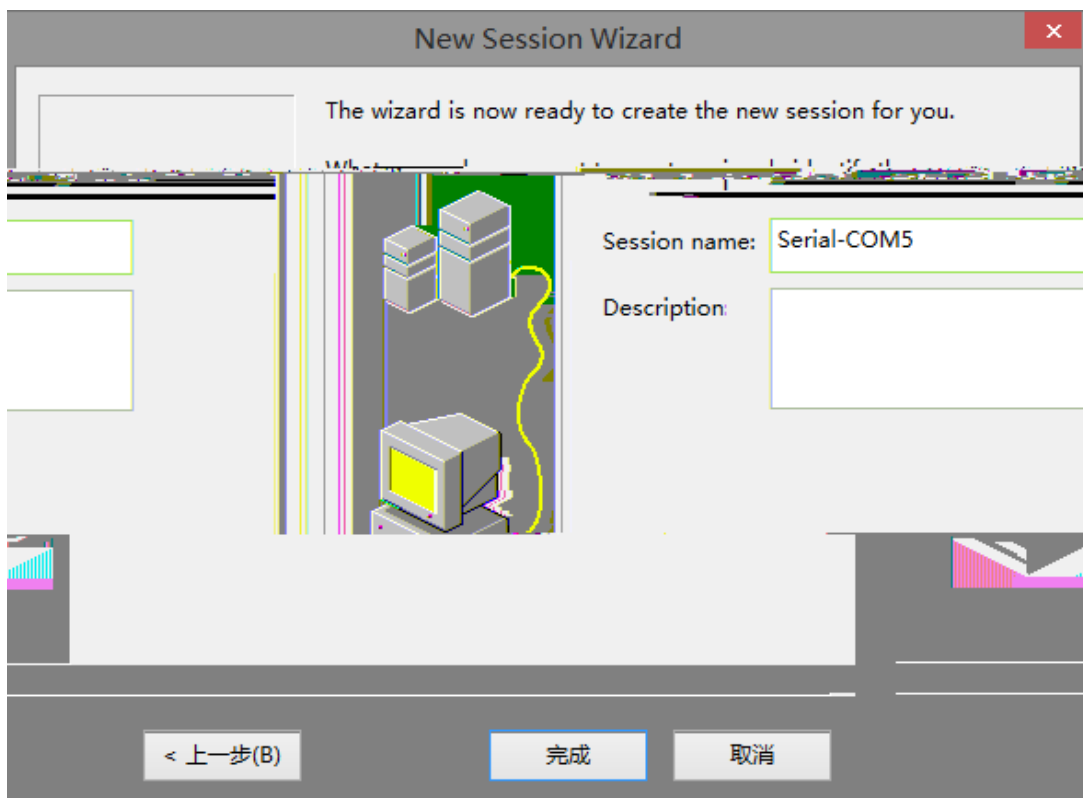 New Session Wizard
The wizard is now ready to create the new session for you.
Session name: Serial-COM5
Description:
< 上一步(B) 完成 取消